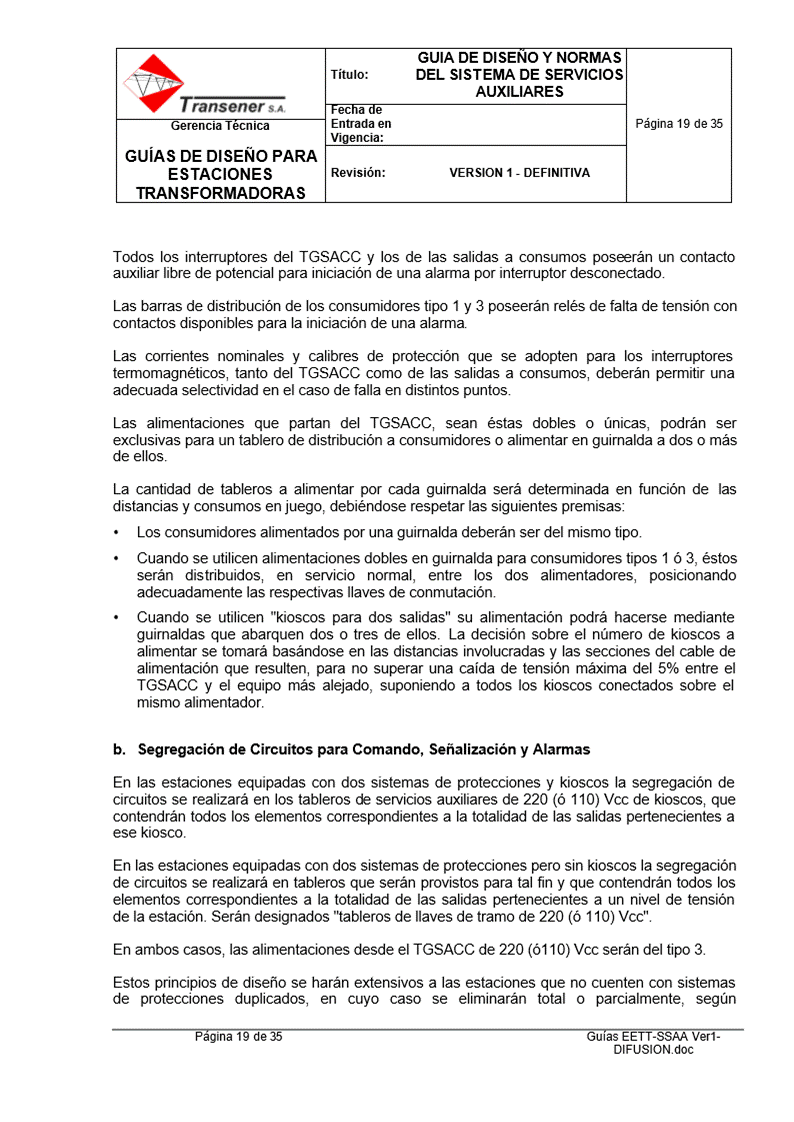 Transener S.A.
Gerencia Técnica
GUÍAS DE DISEÑO PARA
ESTACIONES
TRANSFORMADORAS
Título:
GUIA DE DISEÑO Y NORMAS
DEL SISTEMA DE SERVICIOS
AUXILIARES
Fecha de
Entrada en
Vigencia:
Revisión:
VERSION 1 - DEFINITIVA
Página 19 de 35
Todos los interruptores del TGSACC y los de las salidas a consumos poseerán un contacto
auxiliar libre de potencial para iniciación de una alarma por interruptor desconectado.
Las barras de distribución de los consumidores tipo 1 y 3 poseerán relés de falta de tensión con
contactos disponibles para la iniciación de una alarma.
Las corrientes nominales y calibres de protección que se adopten para los interruptores
termomagnéticos, tanto del TGSACC como de las salidas a consumos, deberán permitir una
adecuada selectividad en el caso de falla en distintos puntos.
Las alimentaciones que partan del TGSACC, sean éstas dobles o únicas, podrán ser
exclusivas para un tablero de distribución a consumidores o alimentar en guirnalda a dos o más
de ellos.
La cantidad de tableros a alimentar por cada guirnalda será determinada en función de las
distancias y consumos en juego, debiéndose respetar las siguientes premisas:
• Los consumidores alimentados por una guirnalda deberán ser del mismo tipo.
• Cuando se utilicen alimentaciones dobles en guirnalda para consumidores tipos 1 ó 3, éstos
serán distribuidos, en servicio normal, entre los dos alimentadores, posicionando
adecuadamente las respectivas llaves de conmutación.
• Cuando se utilicen "kioscos para dos salidas" su alimentación podrá hacerse mediante
guirnaldas que abarquen dos o tres de ellos. La decisión sobre el número de kioscos a
alimentar se tomará basándose en las distancias involucradas y las secciones del cable de
alimentación que resulten, para no superar una caída de tensión máxima del 5% entre el
TGSACC y el equipo más alejado, suponiendo a todos los kioscos conectados sobre el
mismo alimentador.
b. Segregación de Circuitos para Comando, Señalización y Alarmas
En las estaciones equipadas con dos sistemas de protecciones y kioscos la segregación de
circuitos se realizará en los tableros de servicios auxiliares de 220 (ó 110) Vcc de kioscos, que
contendrán todos los elementos correspondientes a la totalidad de las salidas pertenecientes a
ese kiosco.
En las estaciones equipadas con dos sistemas de protecciones pero sin kioscos la segregación
de circuitos se realizará en tableros que serán provistos para tal fin y que contendrán todos los
elementos correspondientes a la totalidad de las salidas pertenecientes a un nivel de tensión
de la estación. Serán designados "tableros de llaves de tramo de 220 (ó 110) Vcc".
En ambos casos, las alimentaciones desde el TGSACC de 220 (ó110) Vcc serán del tipo 3.
Estos principios de diseño se harán extensivos a las estaciones que no cuenten con sistemas
de protecciones duplicados, en cuyo caso se eliminarán total o parcialmente, según
Página 19 de 35
Guías EETT-SSAA Ver1-
DIFUSION.doc